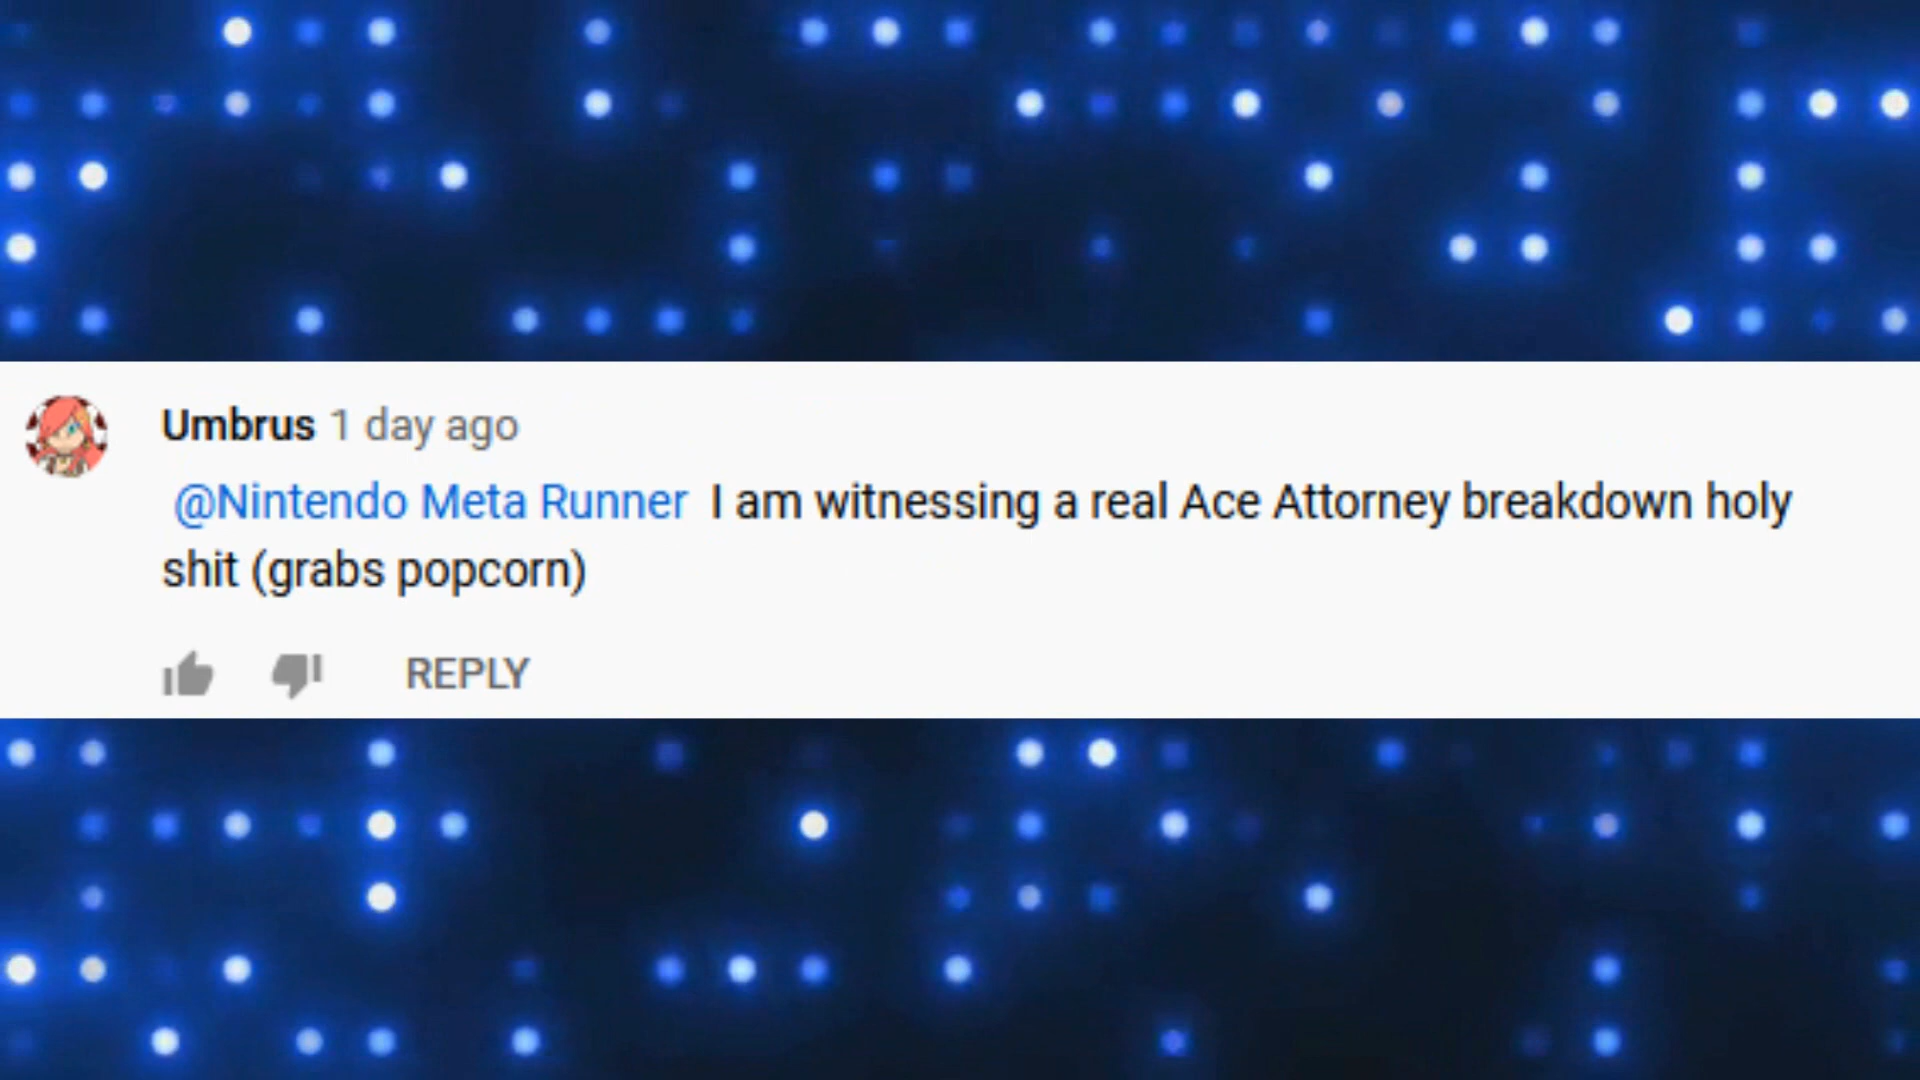 Umbrus 1 day ago
@Nintendo Meta Runner I am witnessing a real Ace Attorney breakdown holy
shit (grabs popcorn)
REPLY